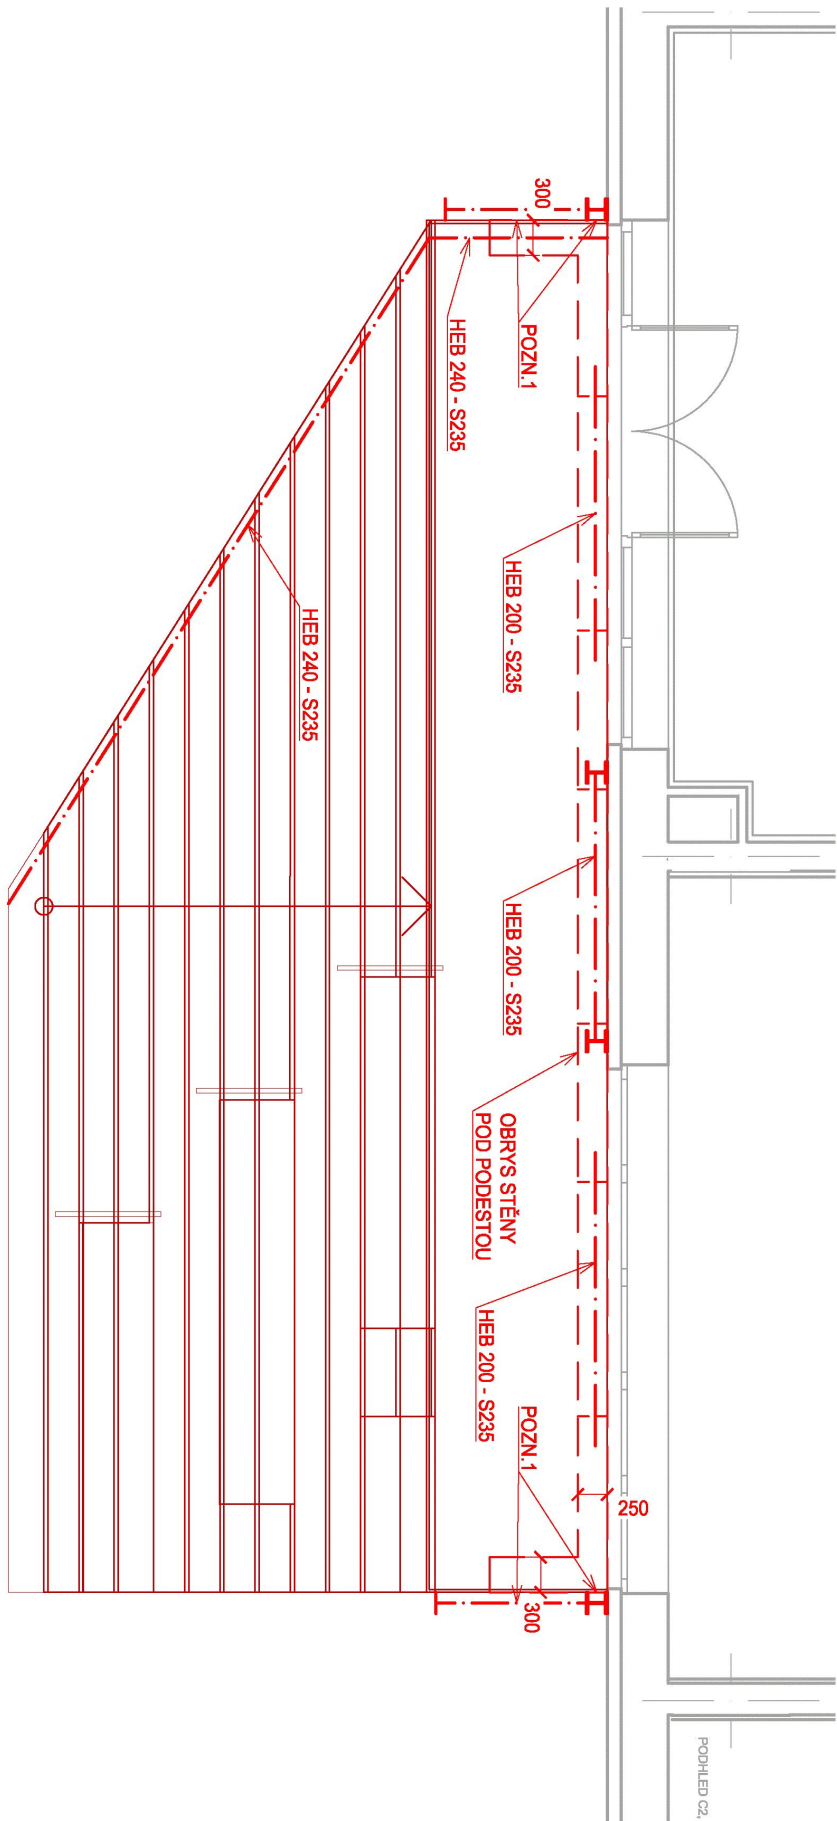 300
POZN.1
HEB 240 - S235
HEB 200 - S235
HEB 240 - S235
HEB 200 - S235
OBRYS STĚNY
POD PODESTOU
HEB 200 - S235
POZN.1
250
300
PODHLED C2,